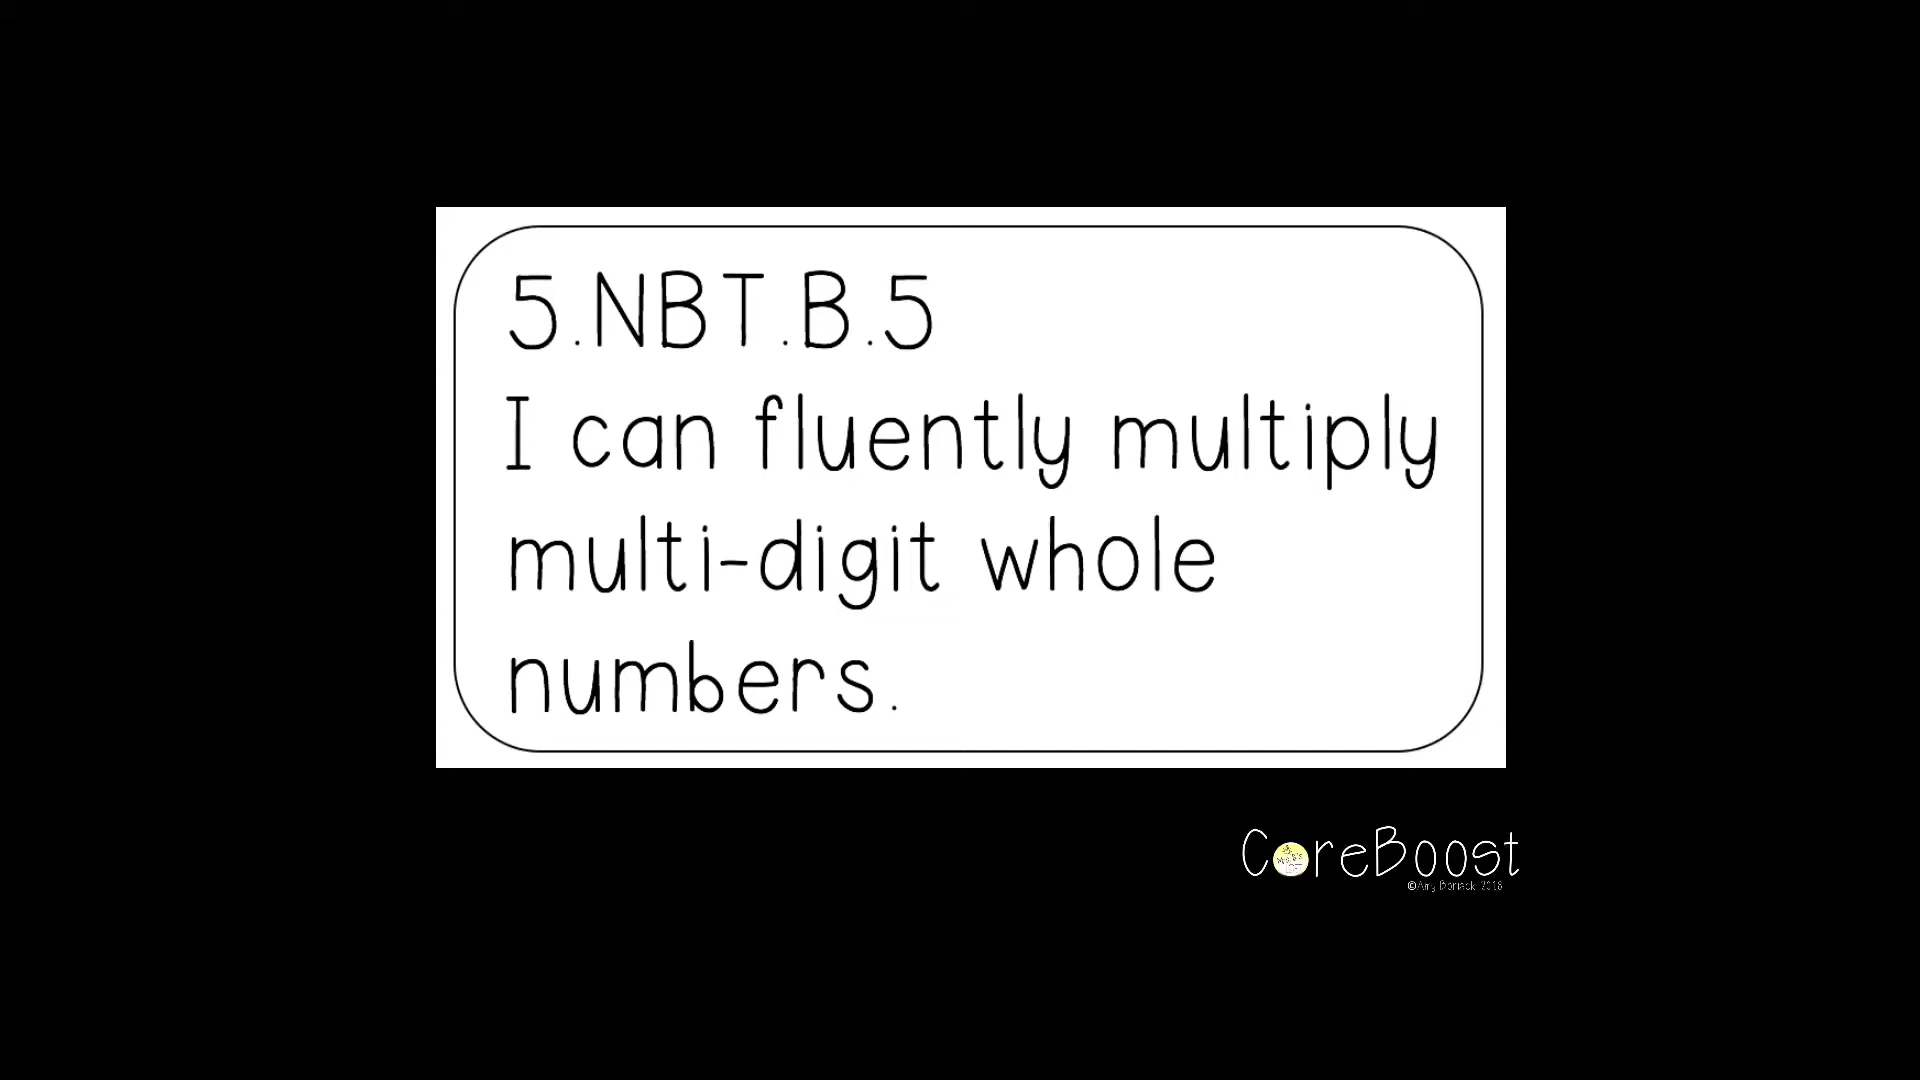 5.NBT.B.5
I can fluently multiply
multi-digit whole
numbers.
CoreBoost